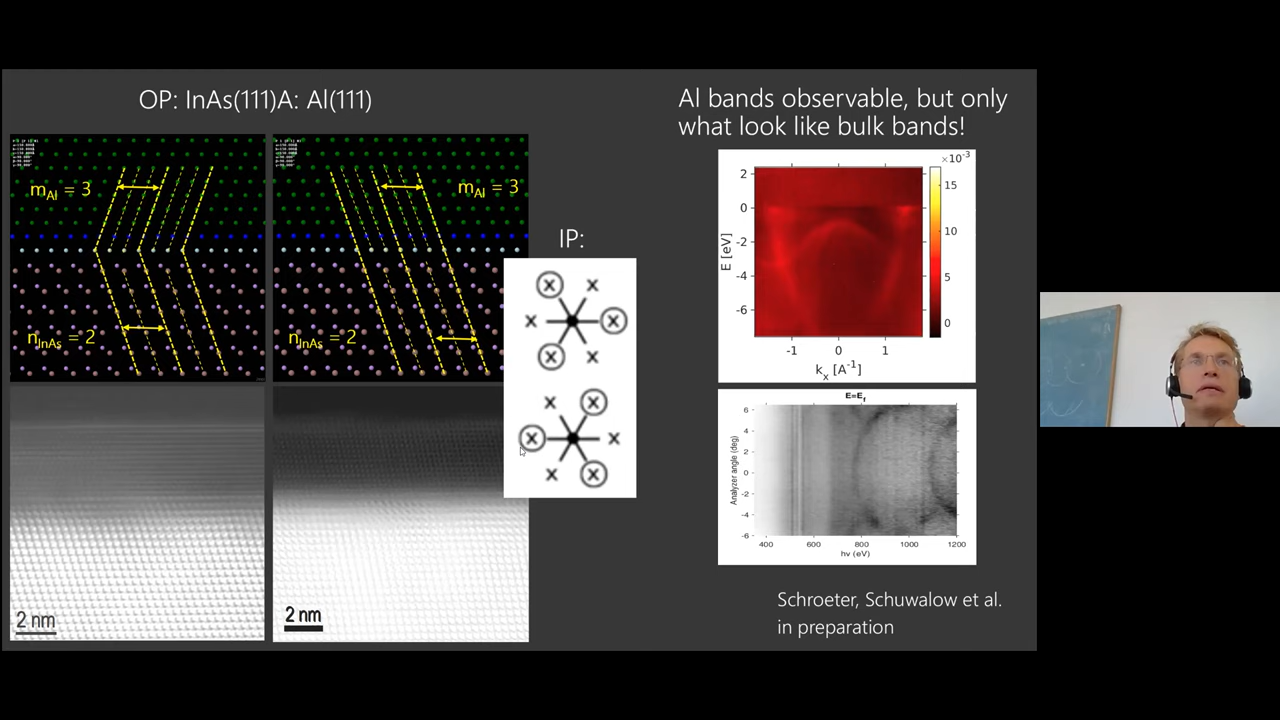 OP: InAs(111)A: Al(111)
Al bands observable, but only
what look like bulk bands!
m_Al = 3
m_Al = 3
n_InAs = 2
n_InAs = 2
2 nm
2 nm
IP:
×10^-3
15
10
5
0
2
0
-2
-4
-6
E [eV]
-1
0
1
k_x [A^-1]
E=E_f
6
4
2
0
-2
-4
-6
Analyzer angle (deg)
400
600
800
1000
1200
hν (eV)
Schroeter, Schuwalow et al.
in preparation